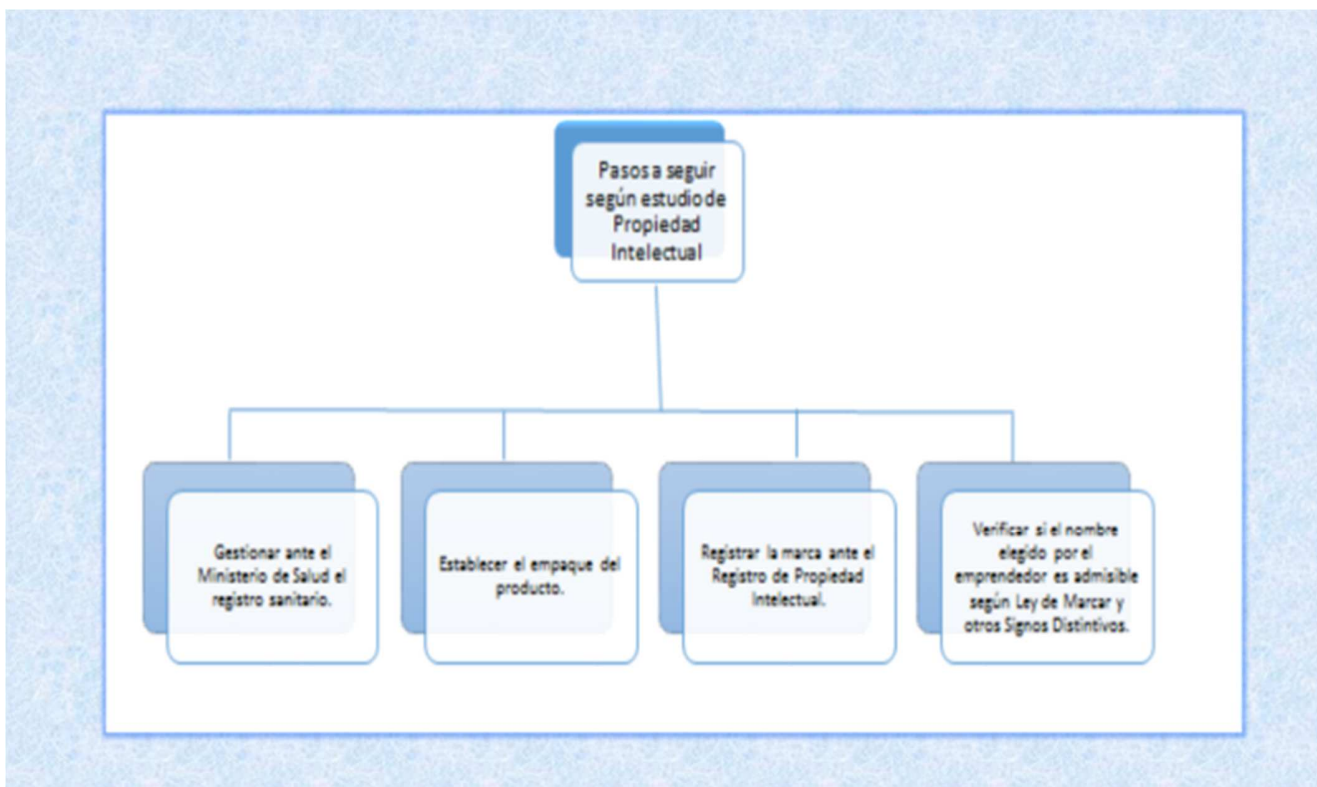 Pasos a seguir
según estudio de
Propiedad
Intelectual
Gestionar ante el
Ministerio de Salud el
registro sanitario.
Establecer el empaque del
producto.
Registrar la marca ante el
Registro de Propiedad
Intelectual.
Verificar si el nombre
elegido por el
emprendedor es admisible
según Ley de Marcar y
otros Signos Distintivos.